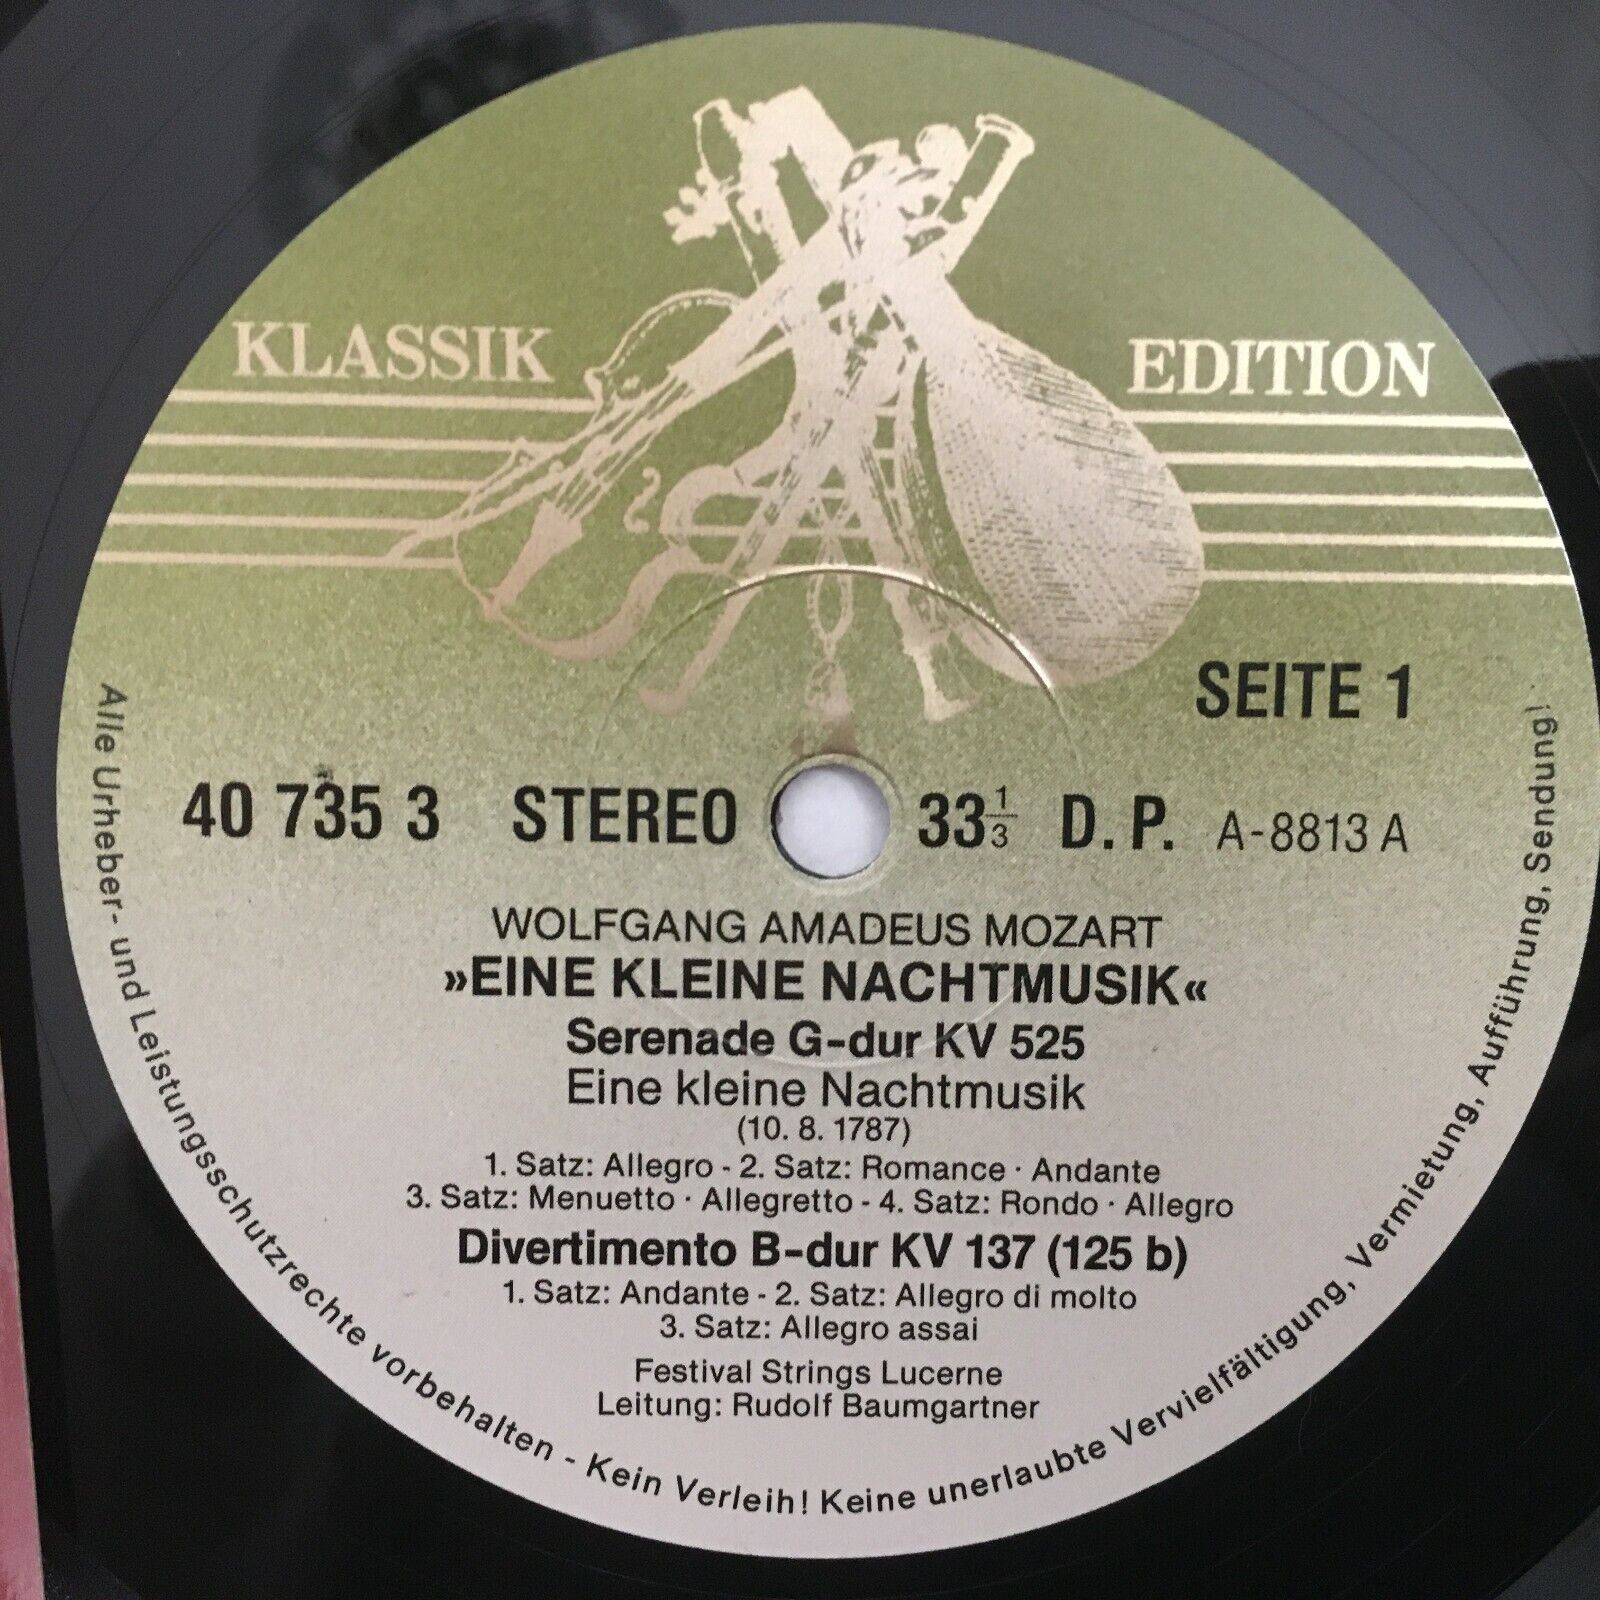 KLASSIK EDITION
SEITE 1
40 735 3 STEREO 33 1/3 D. P. A-8813 A
WOLFGANG AMADEUS MOZART
»EINE KLEINE NACHTMUSIK«
Serenade G-dur KV 525
Eine kleine Nachtmusik
(10. 8. 1787)
1. Satz: Allegro - 2. Satz: Romance · Andante
3. Satz: Menuetto · Allegretto - 4. Satz: Rondo · Allegro
Divertimento B-dur KV 137 (125 b)
1. Satz: Andante - 2. Satz: Allegro di molto
3. Satz: Allegro assai
Festival Strings Lucerne
Leitung: Rudolf Baumgartner
Alle Urheber- und Leistungsschutzrechte vorbehalten - Kein Verleih! Keine unerlaubte Vervielfältigung, Vermietung, Aufführung, Sendung!